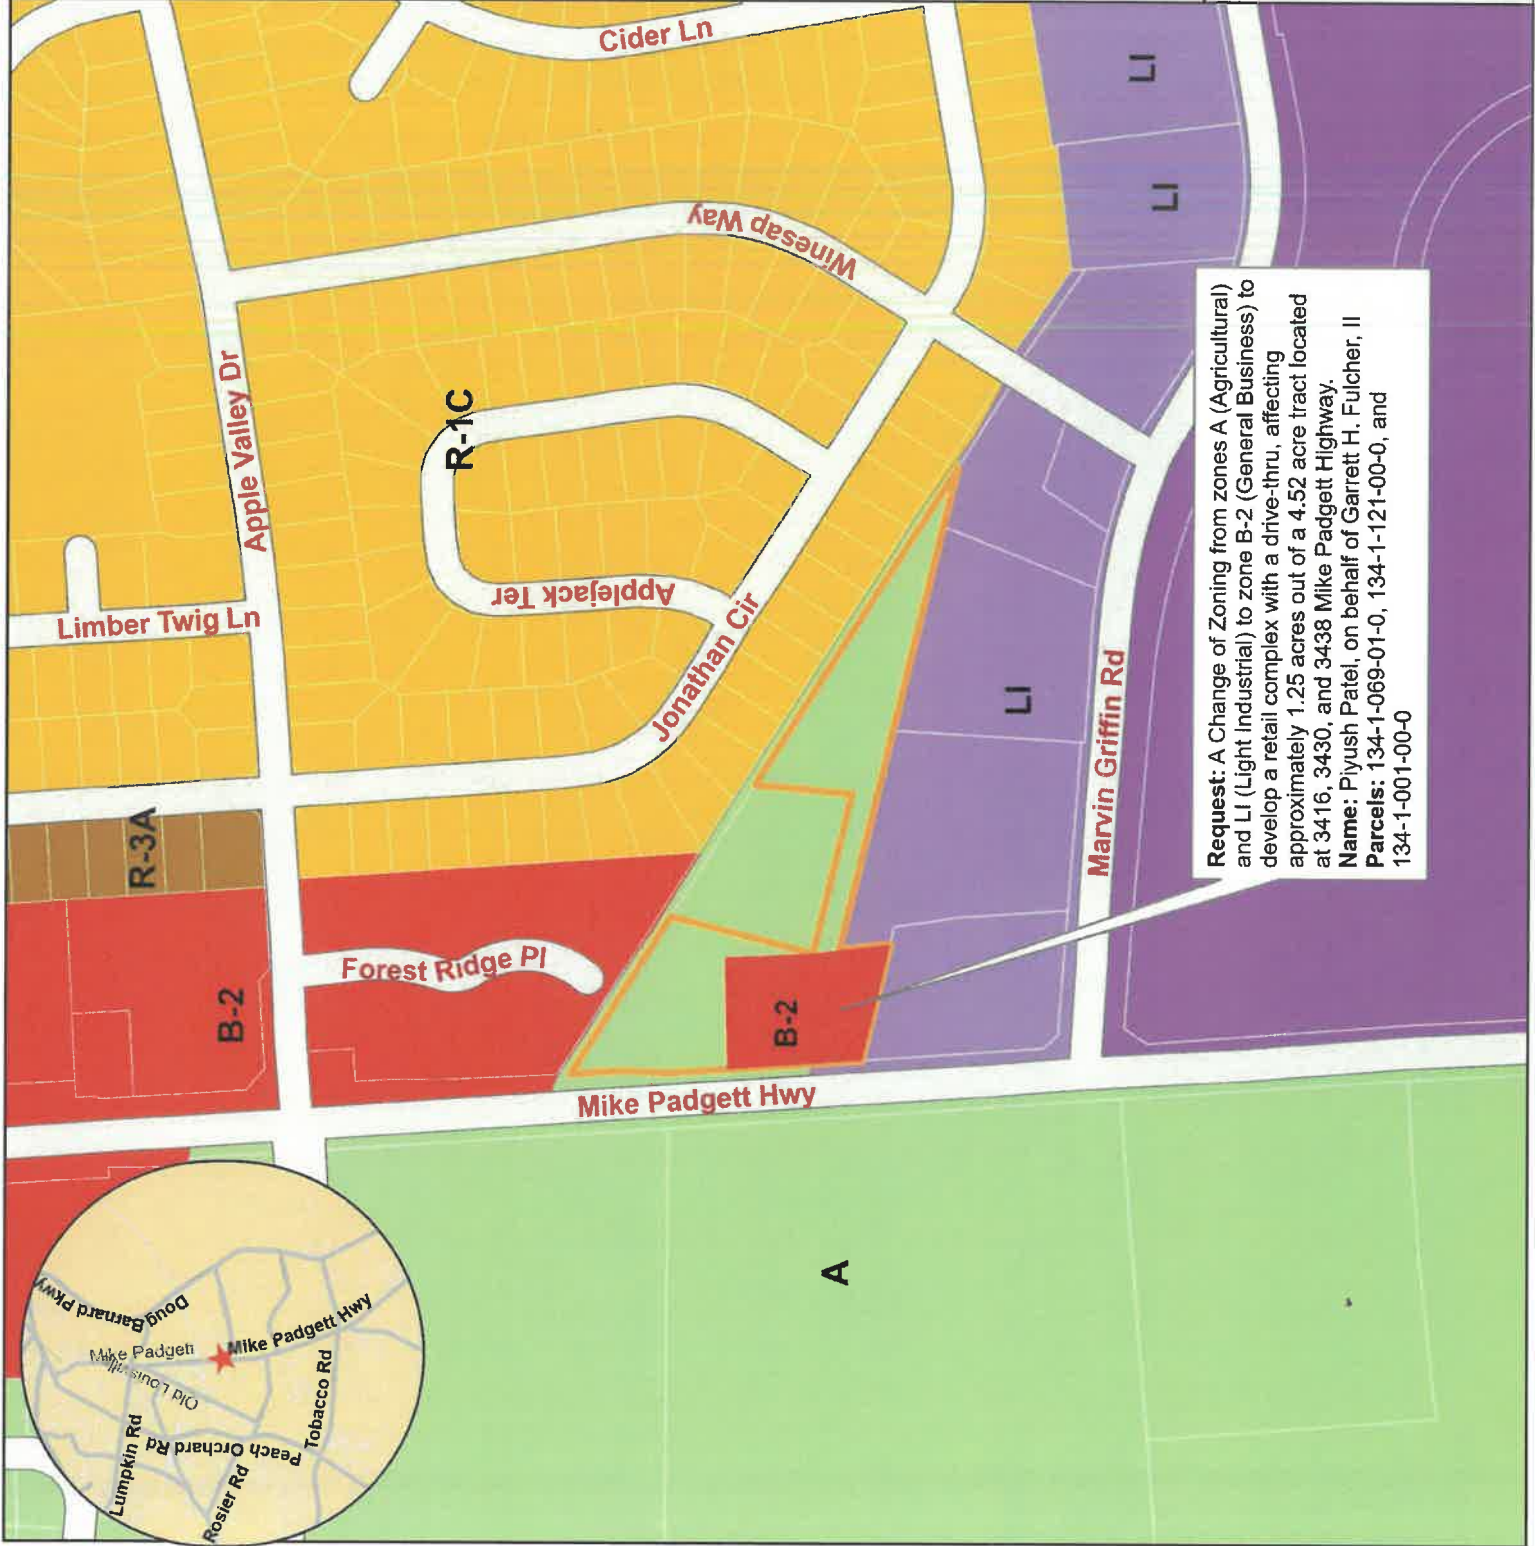 Cider Ln
LI
LI
Winesap Way
Apple Valley Dr
R-1C
Limber Twig Ln
Applejack Ter
Jonathan Cir
LI
Marvin Griffin Rd
R-3A
Forest Ridge Pl
B-2
B-2
Mike Padgett Hwy
A
Request: A Change of Zoning from zones A (Agricultural)
and LI (Light Industrial) to zone B-2 (General Business) to
develop a retail complex with a drive-thru, affecting
approximately 1.25 acres out of a 4.52 acre tract located
at 3416, 3430, and 3438 Mike Padgett Highway.
Name: Piyush Patel, on behalf of Garrett H. Fulcher, II
Parcels: 134-1-069-01-0, 134-1-121-00-0, and
134-1-001-00-0
Doug Barnard Pkwy
Mike Padgett
Mike Padgett Hwy
Old
Tobacco Rd
Peach Orchard Rd
Lumpkin Rd
Rosier Rd